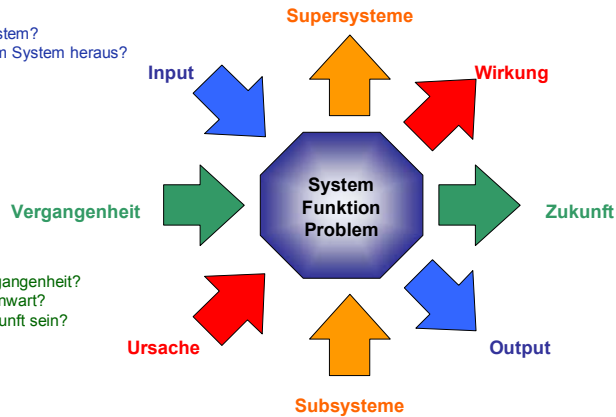 Supersysteme
stem?
m System heraus?
Input
Wirkung
System
Funktion
Problem
Vergangenheit
Zukunft
gangenheit?
nwart?
unft sein?
Ursache
Output
Subsysteme